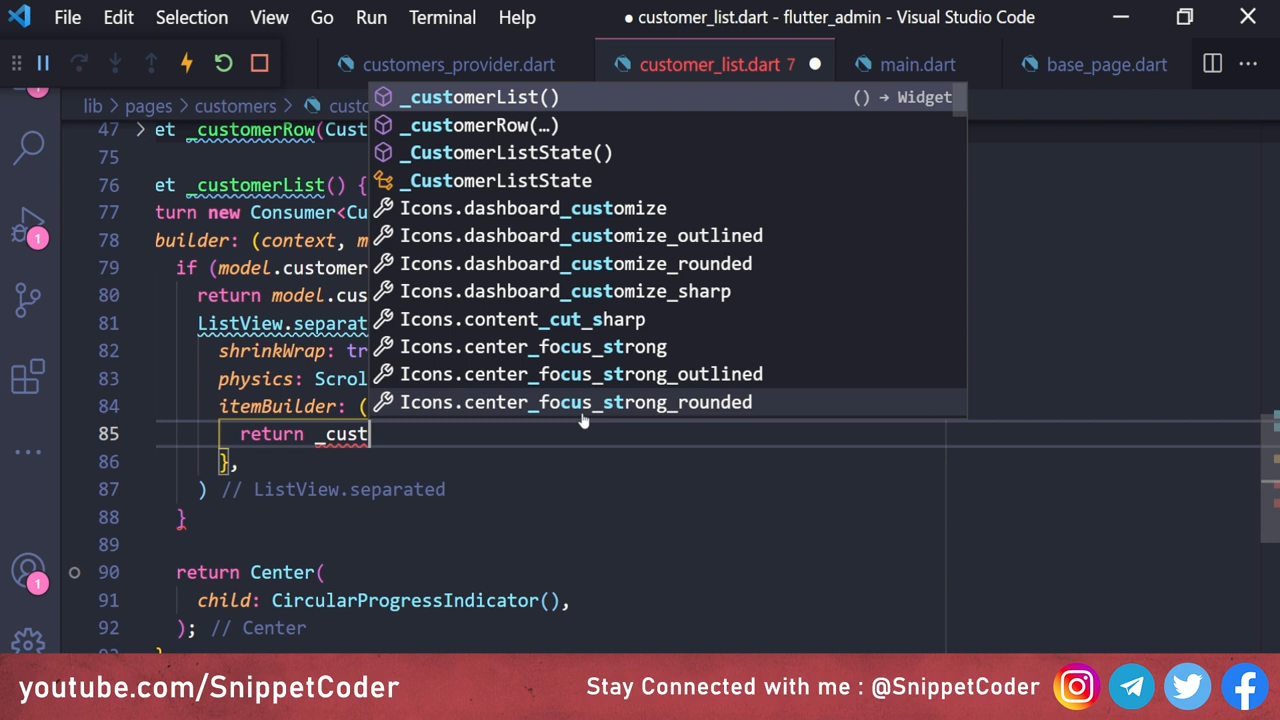 File Edit Selection View Go Run Terminal Help
● customer_list.dart - flutter_admin - Visual Studio Code
customers_provider.dart customer_list.dart 7 ● main.dart base_page.dart
lib > pages > customers > custo
47 > et _customerRow(Cust
75
76 et _customerList() {
77 turn new Consumer<Cu
78 builder: (context, m
79 if (model.customer
80 return model.cus
81 ListView.separat
82 shrinkWrap: tr
83 physics: Scrol
84 itemBuilder: (
85 return _cust
86 },
87 ) // ListView.separated
88 }
89
90 return Center(
91 child: CircularProgressIndicator(),
92 ); // Center
_customerList() () → Widget
_customerRow(…)
_CustomerListState()
_CustomerListState
Icons.dashboard_customize
Icons.dashboard_customize_outlined
Icons.dashboard_customize_rounded
Icons.dashboard_customize_sharp
Icons.content_cut_sharp
Icons.center_focus_strong
Icons.center_focus_strong_outlined
Icons.center_focus_strong_rounded
1
1
youtube.com/SnippetCoder
Stay Connected with me : @SnippetCoder